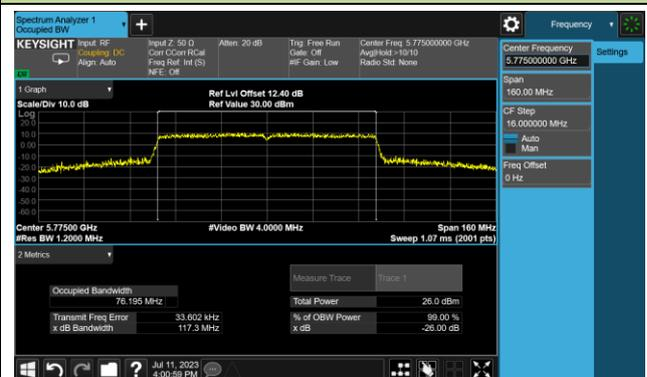 Spectrum Analyzer 1
Occupied BW
Frequency
KEYSIGHT
Input: RF
Coupling: DC
Align: Auto
Input Z: 50 Ω
Corr CCorr RCal
Freq Ref: Int (S)
NFE: Off
Atten: 20 dB
Trig: Free Run
Gate: Off
#IF Gain: Low
Center Freq: 5.775000000 GHz
Avg|Hold:>10/10
Radio Std: None
Center Frequency
5.775000000 GHz
Settings
Span
160.00 MHz
CF Step
16.000000 MHz
Auto
Man
Freq Offset
0 Hz
1 Graph
Scale/Div 10.0 dB
Ref Lvl Offset 12.40 dB
Ref Value 30.00 dBm
Log
20.0
10.0
0.00
-10.0
-20.0
-30.0
-40.0
-50.0
-60.0
Center 5.77500 GHz
#Res BW 1.2000 MHz
#Video BW 4.0000 MHz
Span 160 MHz
Sweep 1.07 ms (2001 pts)
2 Metrics
Measure Trace
Trace 1
Occupied Bandwidth
76.195 MHz
Total Power
26.0 dBm
Transmit Freq Error
33.602 kHz
% of OBW Power
99.00 %
x dB Bandwidth
117.3 MHz
x dB
-26.00 dB
Jul 11, 2023
4:00:59 PM